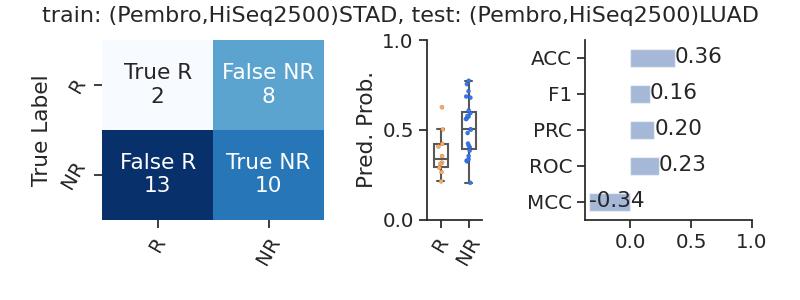 train: (Pembro,HiSeq2500)STAD, test: (Pembro,HiSeq2500)LUAD
True Label
R
NR
True R
2
False NR
8
False R
13
True NR
10
R
NR
Pred. Prob.
1.0
0.5
0.0
R
NR
ACC
0.36
F1
0.16
PRC
0.20
ROC
0.23
MCC
-0.34
0.0
0.5
1.0